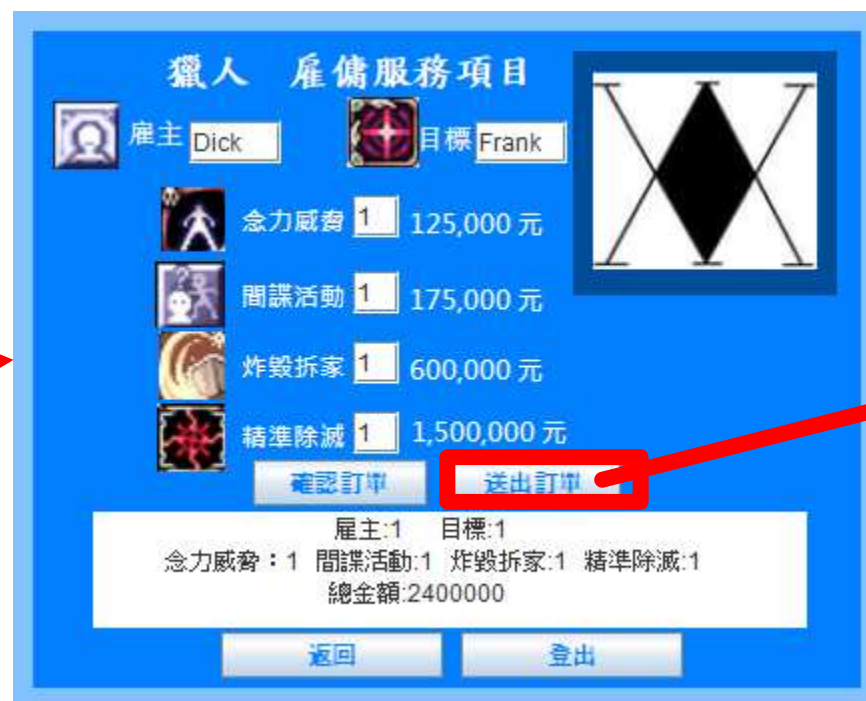 獵人 雇傭服務項目
雇主 Dick 目標 Frank
念力威脅 1 125,000 元
間諜活動 1 175,000 元
炸毀拆家 1 600,000 元
精準除滅 1 1,500,000 元
確認訂單 送出訂單
雇主:1 目標:1
念力威脅：1 間諜活動:1 炸毀拆家:1 精準除滅:1
總金額:2400000
返回 登出